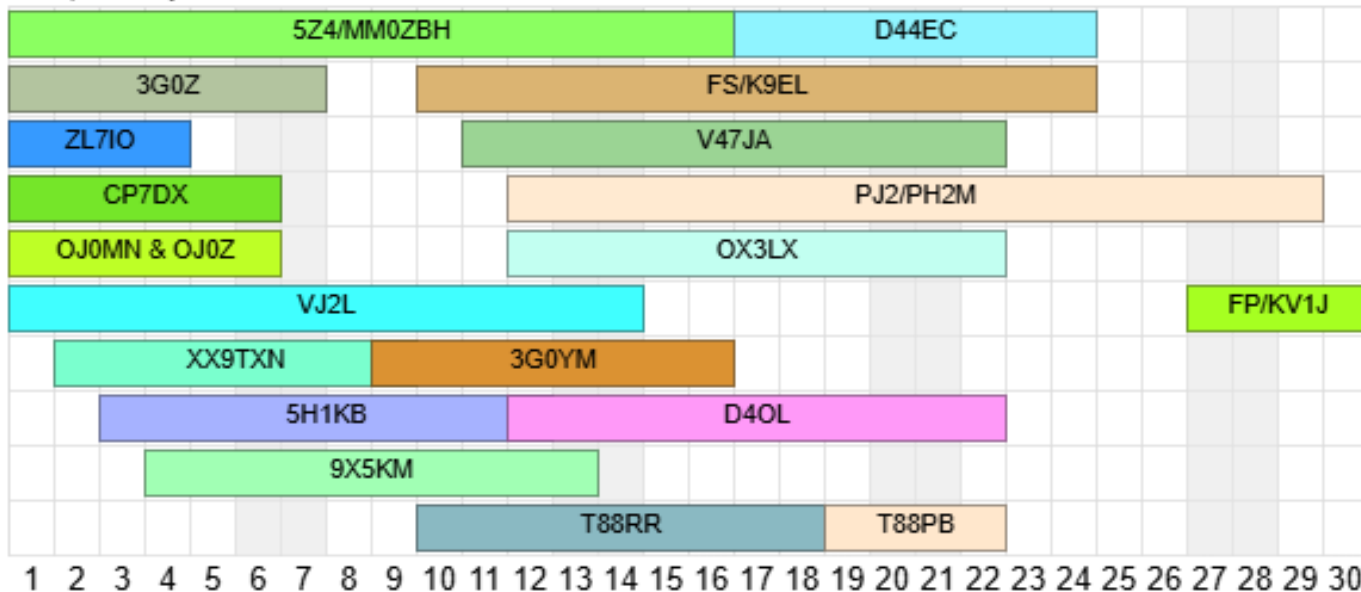 5Z4/MM0ZBH D44EC
3G0Z FS/K9EL
ZL7IO V47JA
CP7DX PJ2/PH2M
OJ0MN & OJ0Z OX3LX
VJ2L FP/KV1J
XX9TXN 3G0YM
5H1KB D4OL
9X5KM
T88RR T88PB
1 2 3 4 5 6 7 8 9 10 11 12 13 14 15 16 17 18 19 20 21 22 23 24 25 26 27 28 29 30